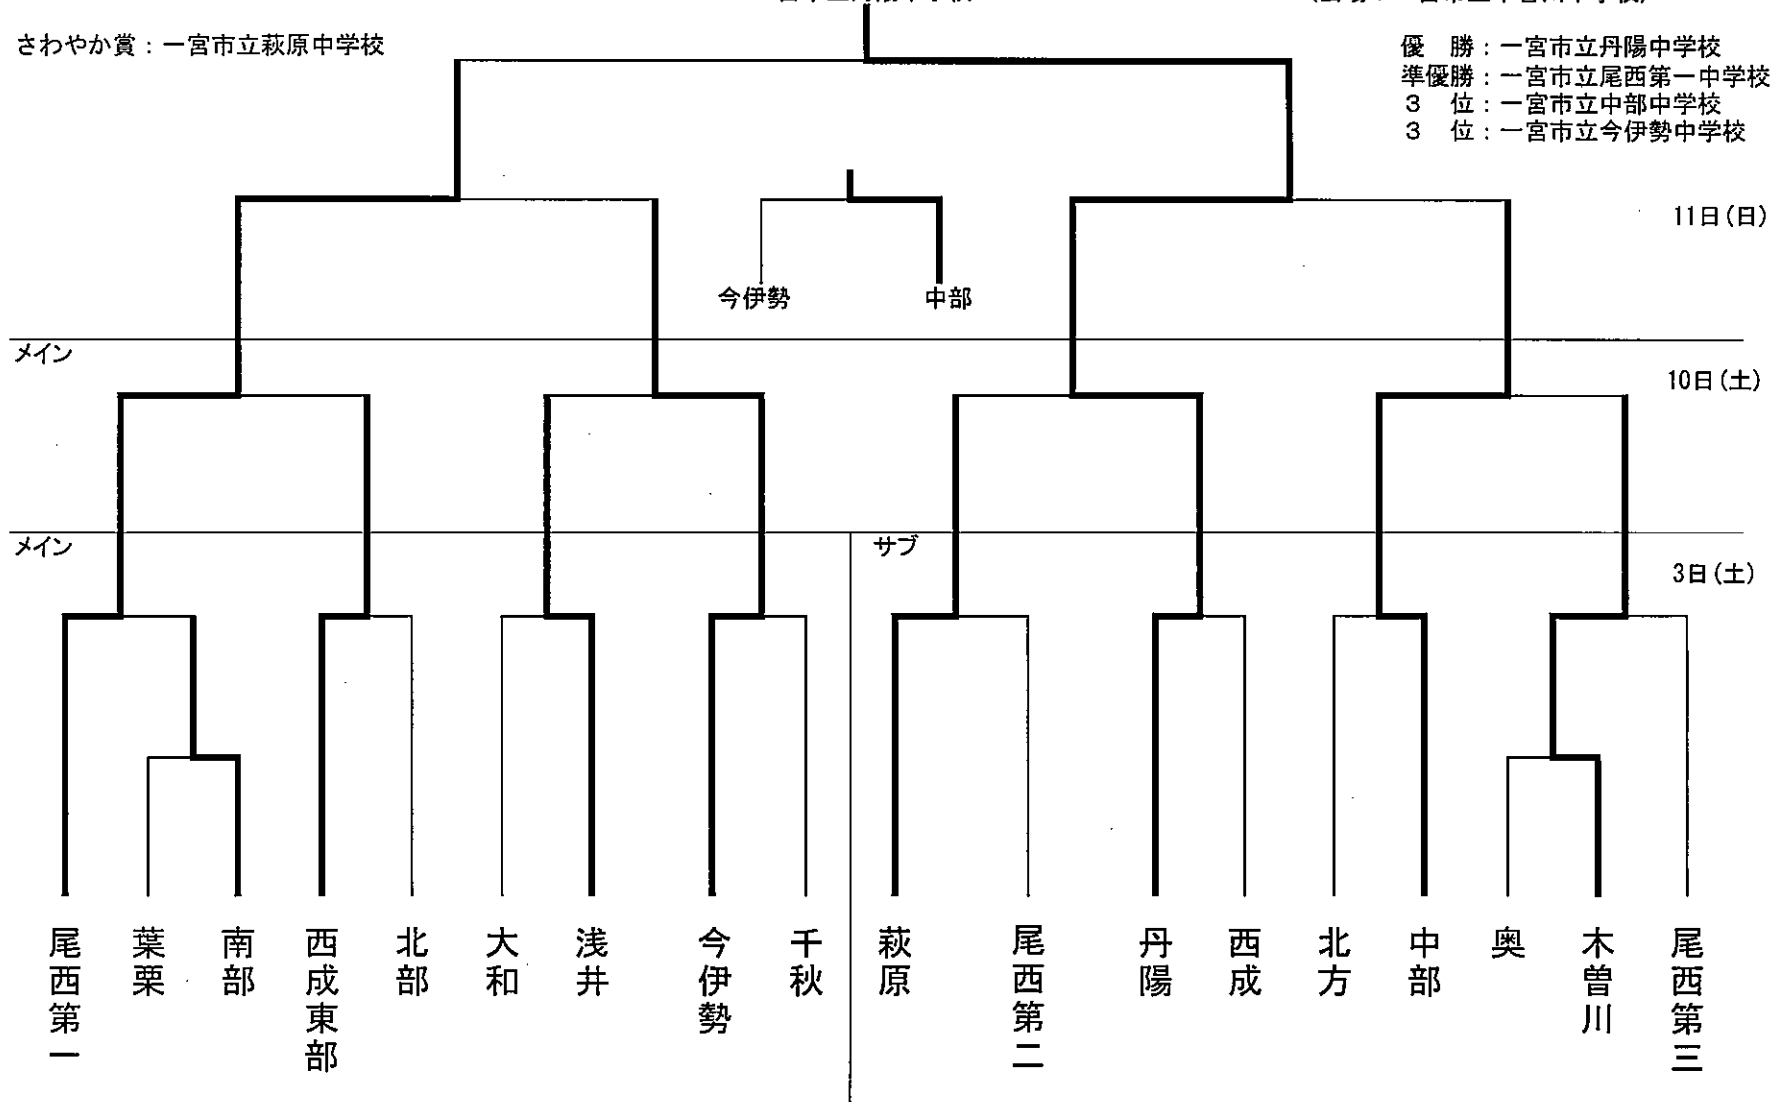 さわやか賞：一宮市立萩原中学校
優　勝：一宮市立丹陽中学校
準優勝：一宮市立尾西第一中学校
３　位：一宮市立中部中学校
３　位：一宮市立今伊勢中学校
11日(日)
今伊勢
中部
メイン
10日(土)
メイン
サブ
3日(土)
尾西第一
葉栗
南部
西成東部
北部
大和
浅井
今伊勢
千秋
萩原
尾西第二
丹陽
西成
北方
中部
奥
木曽川
尾西第三